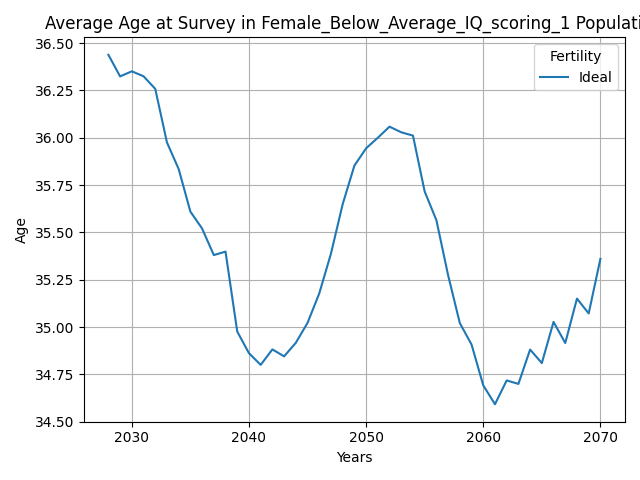 Average Age at Survey in Female_Below_Average_IQ_scoring_1 Populati
36.50
36.25
36.00
35.75
35.50
35.25
35.00
34.75
34.50
Age
Fertility
Ideal
2030 2040 2050 2060 2070
Years